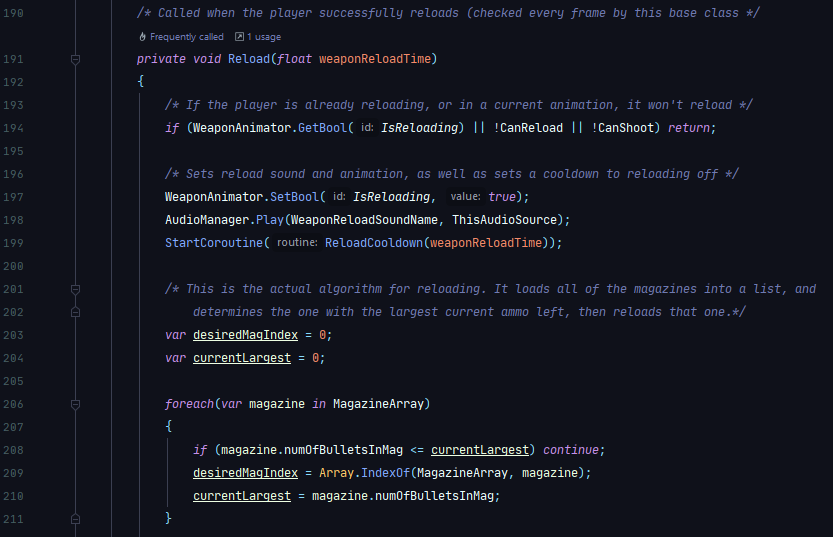 190 /* Called when the player successfully reloads (checked every frame by this base class */
Frequently called 1 usage
191 private void Reload(float weaponReloadTime)
192 {
193 /* If the player is already reloading, or in a current animation, it won't reload */
194 if (WeaponAnimator.GetBool( id: IsReloading) || !CanReload || !CanShoot) return;
195
196 /* Sets reload sound and animation, as well as sets a cooldown to reloading off */
197 WeaponAnimator.SetBool( id: IsReloading, value: true);
198 AudioManager.Play(WeaponReloadSoundName, ThisAudioSource);
199 StartCoroutine( routine: ReloadCooldown(weaponReloadTime));
200
201 /* This is the actual algorithm for reloading. It loads all of the magazines into a list, and
202 determines the one with the largest current ammo left, then reloads that one.*/
203 var desiredMagIndex = 0;
204 var currentLargest = 0;
205
206 foreach(var magazine in MagazineArray)
207 {
208 if (magazine.numOfBulletsInMag <= currentLargest) continue;
209 desiredMagIndex = Array.IndexOf(MagazineArray, magazine);
210 currentLargest = magazine.numOfBulletsInMag;
211 }